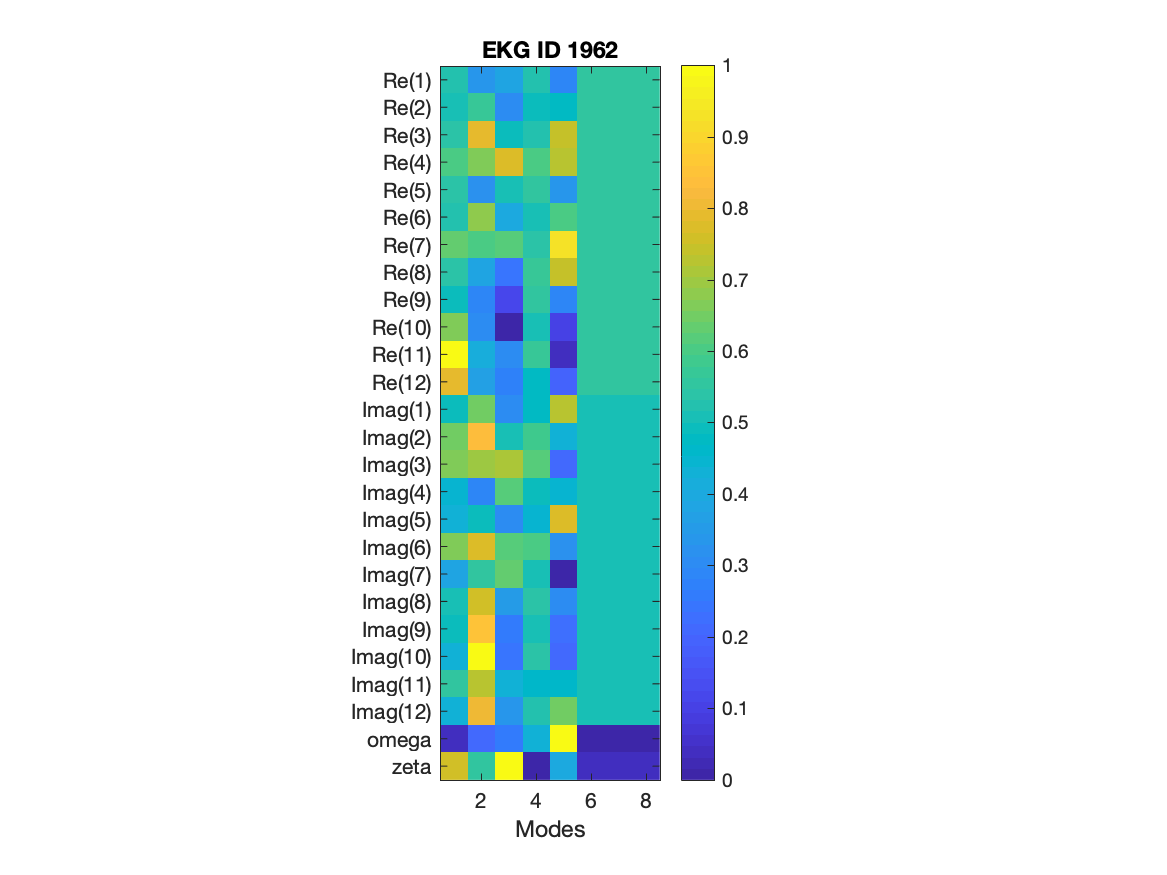 EKG ID 1962
Re(1)
Re(2)
Re(3)
Re(4)
Re(5)
Re(6)
Re(7)
Re(8)
Re(9)
Re(10)
Re(11)
Re(12)
Imag(1)
Imag(2)
Imag(3)
Imag(4)
Imag(5)
Imag(6)
Imag(7)
Imag(8)
Imag(9)
Imag(10)
Imag(11)
Imag(12)
omega
zeta
2 4 6 8
Modes
1
0.9
0.8
0.7
0.6
0.5
0.4
0.3
0.2
0.1
0